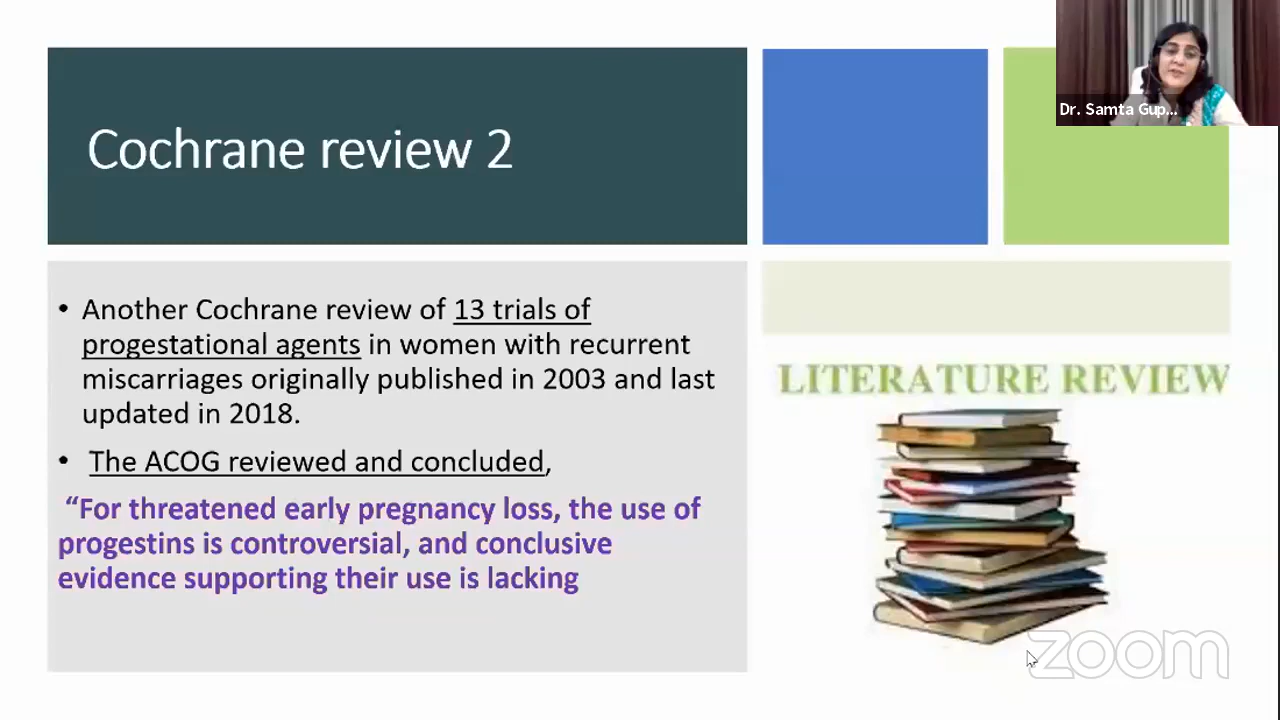 Cochrane review 2
Dr. Samta Gup...
• Another Cochrane review of 13 trials of
progestational agents in women with recurrent
miscarriages originally published in 2003 and last
updated in 2018.
• The ACOG reviewed and concluded,
“For threatened early pregnancy loss, the use of
progestins is controversial, and conclusive
evidence supporting their use is lacking
LITERATURE REVIEW
zoom